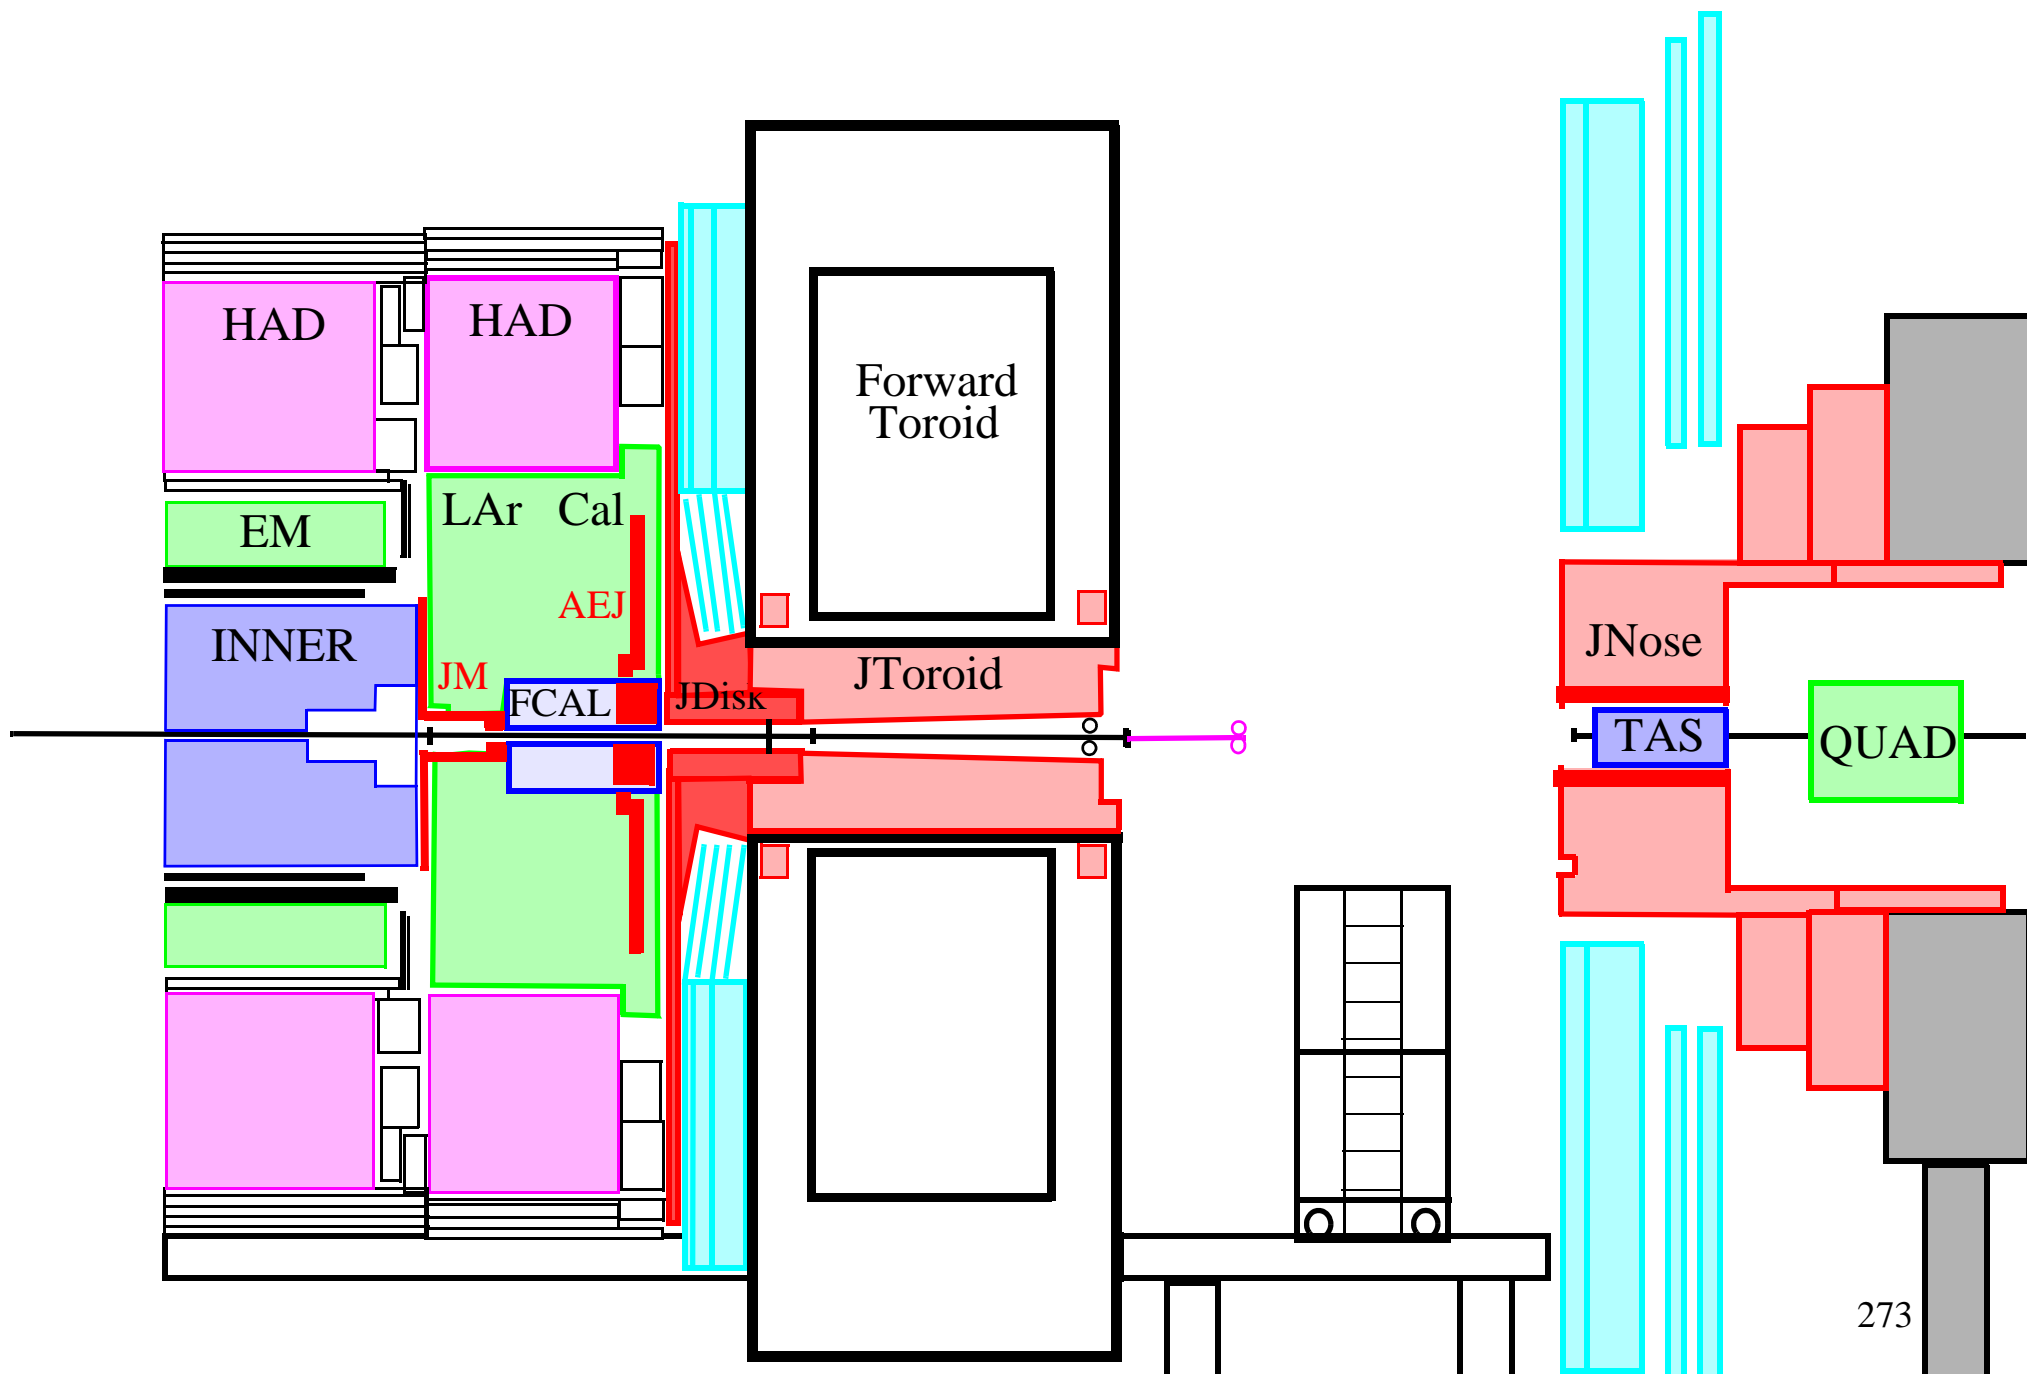 HAD
HAD
Forward
Toroid
LAr Cal
EM
AEJ
INNER
JM
FCAL
JDisk
JToroid
JNose
TAS
QUAD
273